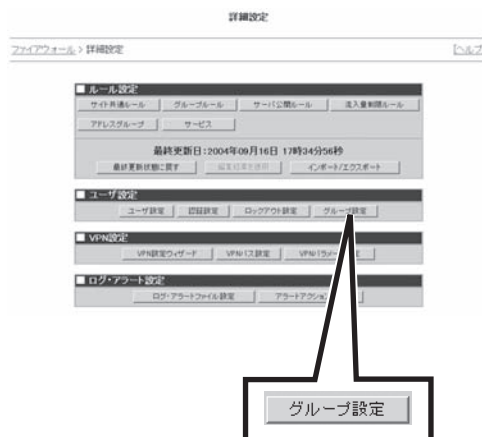 詳細設定
ファイアウォール > 詳細設定
[ヘルプ
■ ルール設定
サイト共通ルール グループルール サーバ公開ルール 流入量制限ルール
アドレスグループ サービス
最終更新日:2004年09月16日 17時34分56秒
最終更新状態に戻す 編集結果を適用 インポート/エクスポート
■ ユーザ設定
ユーザ設定 認証設定 ロックアウト設定 グループ設定
■ VPN設定
VPN設定ウィザード VPNパス設定
■ ログ・アラート設定
ログ・アラートファイル設定
グループ設定